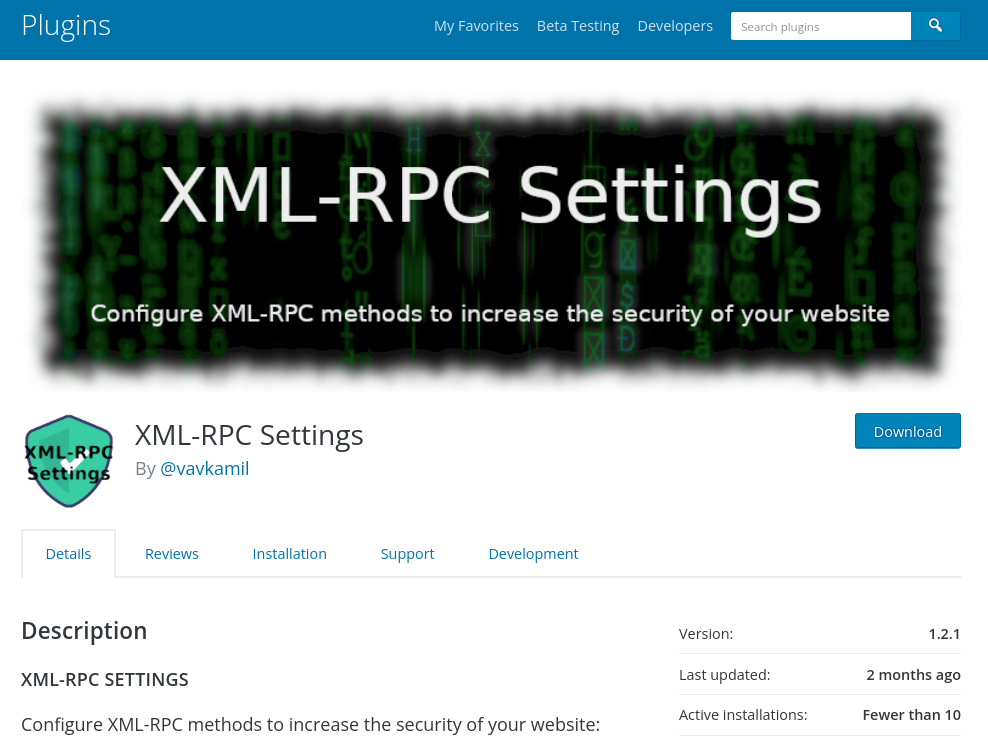 Plugins
My Favorites Beta Testing Developers Search plugins
XML-RPC Settings
Configure XML-RPC methods to increase the security of your website
XML-RPC
Settings
XML-RPC Settings
By @vavkamil
Download
Details Reviews Installation Support Development
Description
XML-RPC SETTINGS
Configure XML-RPC methods to increase the security of your website:
Version: 1.2.1
Last updated: 2 months ago
Active installations: Fewer than 10